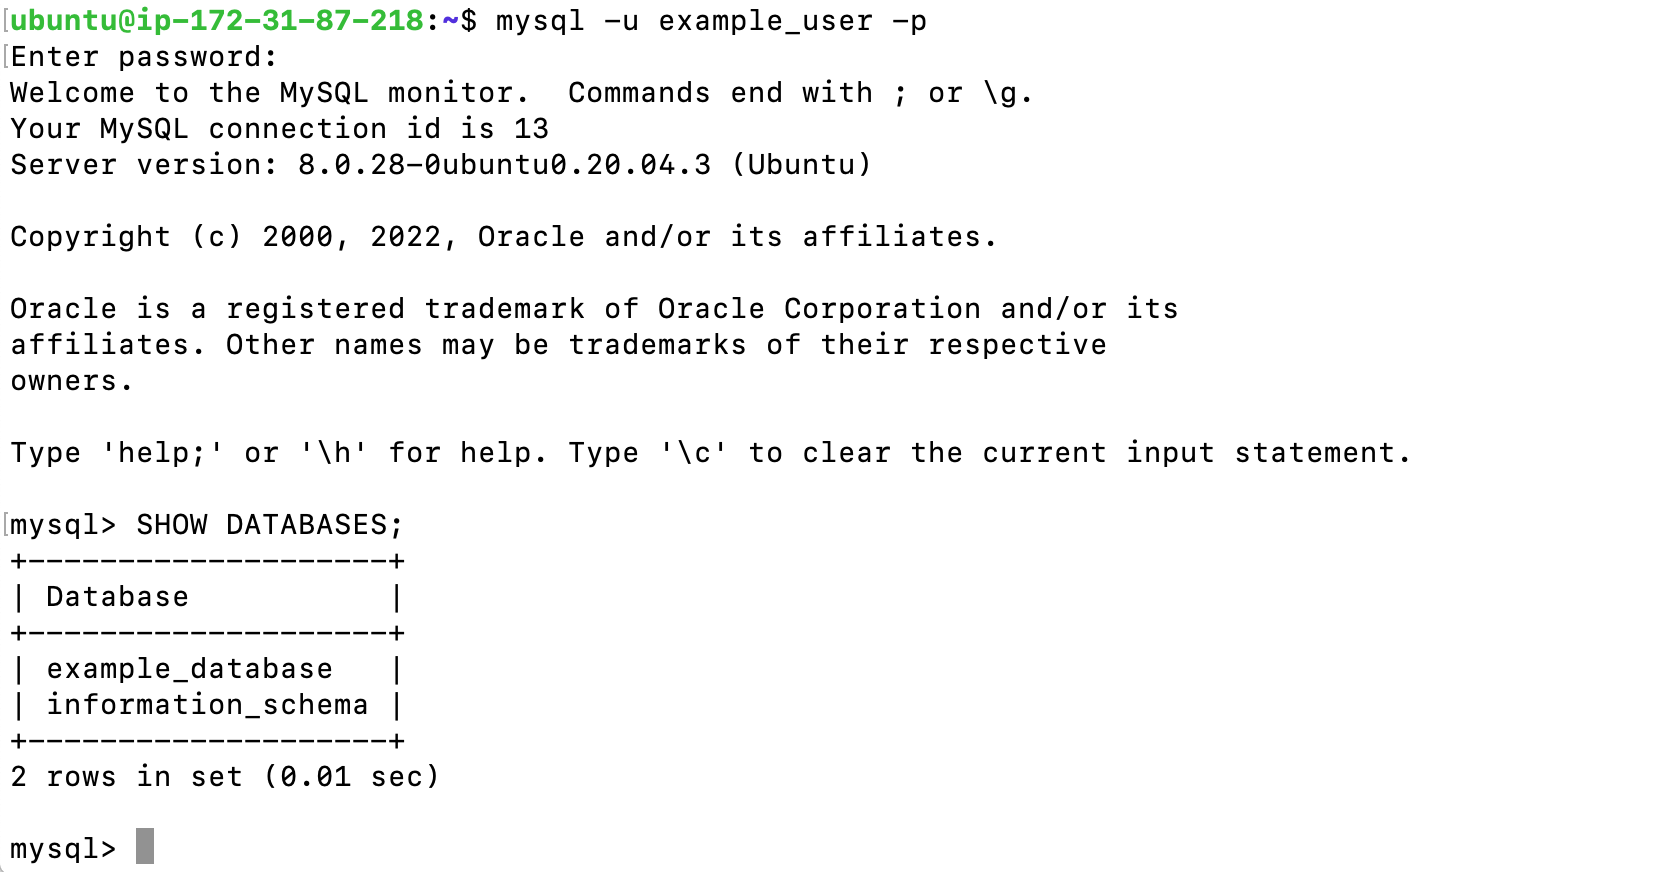 ubuntu@ip-172-31-87-218:~$ mysql -u example_user -p
Enter password:
Welcome to the MySQL monitor.  Commands end with ; or \g.
Your MySQL connection id is 13
Server version: 8.0.28-0ubuntu0.20.04.3 (Ubuntu)

Copyright (c) 2000, 2022, Oracle and/or its affiliates.

Oracle is a registered trademark of Oracle Corporation and/or its
affiliates. Other names may be trademarks of their respective
owners.

Type 'help;' or '\h' for help. Type '\c' to clear the current input statement.

mysql> SHOW DATABASES;
+--------------------+
| Database           |
+--------------------+
| example_database   |
| information_schema |
+--------------------+
2 rows in set (0.01 sec)

mysql>